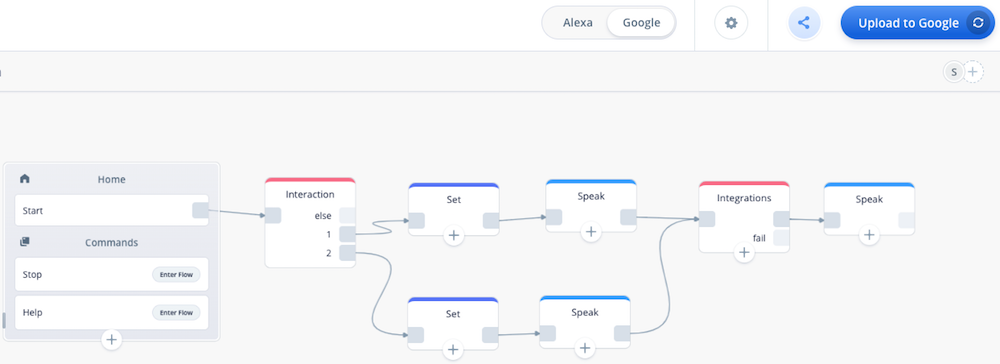 Alexa
Google
Upload to Google
S
Home
Start
Commands
Stop
Enter Flow
Help
Enter Flow
Interaction
else
1
2
Set
Speak
Set
Speak
Integrations
fail
Speak